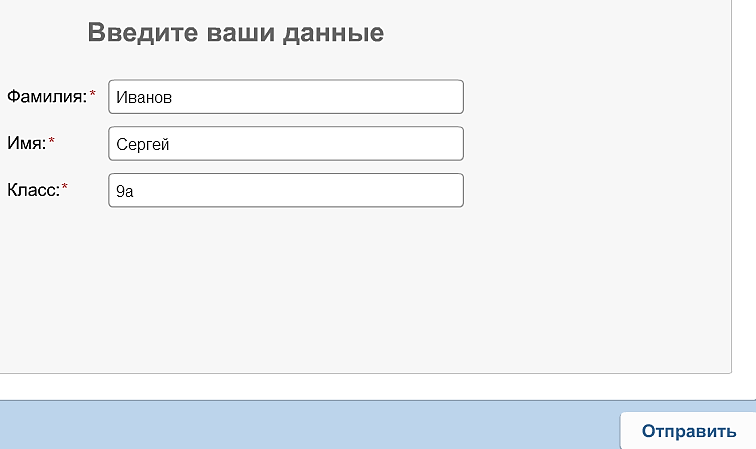 Введите ваши данные
Фамилия:* Иванов
Имя:* Сергей
Класс:* 9а
Отправить